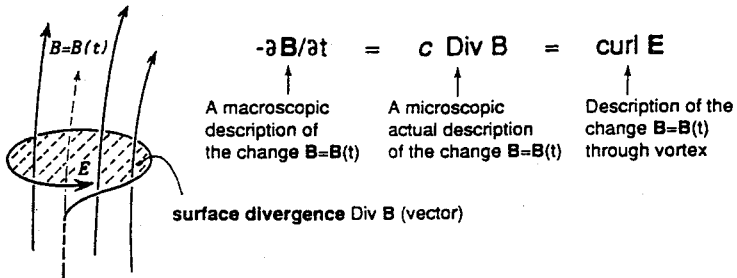 B=B(t)
-∂B/∂t = c Div B = curl E
A macroscopic
description of
the change B=B(t)
A microscopic
actual description
of the change B=B(t)
Description of the
change B=B(t)
through vortex
E
surface divergence Div B (vector)